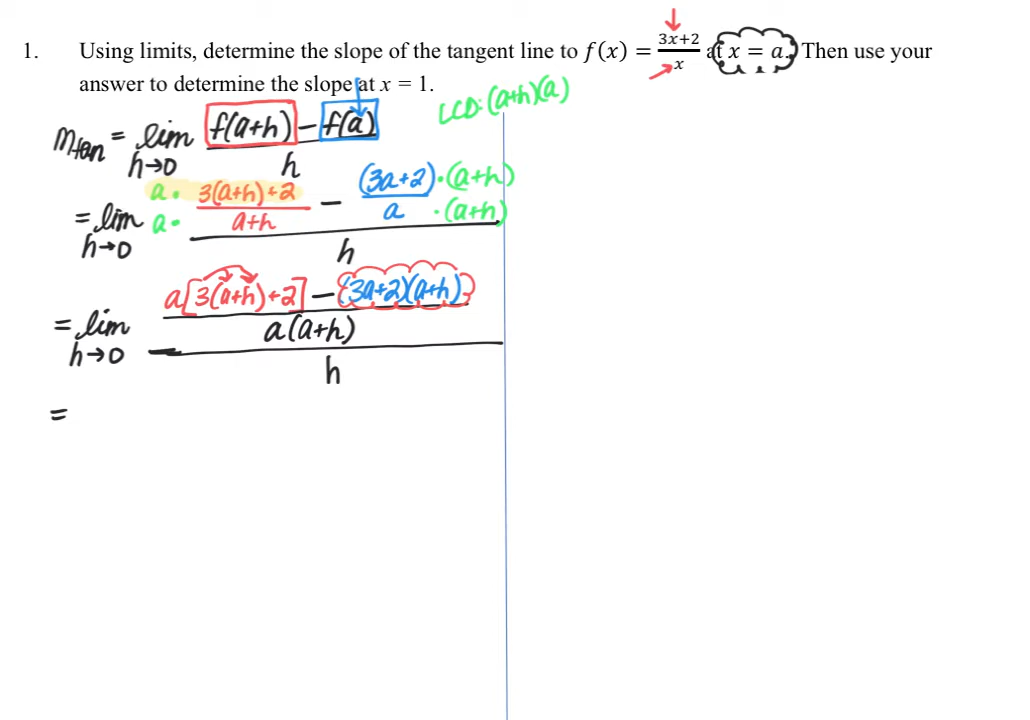 1. Using limits, determine the slope of the tangent line to f(x) = (3x+2)/x at x = a. Then use your
answer to determine the slope at x = 1.
LCD: (a+h)(a)
m_tan = lim h→0 (f(a+h) − f(a))/h
= lim h→0 (a · (3(a+h)+2) / (a · (a+h)) − (3a+2) · (a+h) / (a · (a+h)))/h
= lim h→0 ((a[3(a+h)+2] − {(3a+2)(a+h)})/(a(a+h)))/h
=